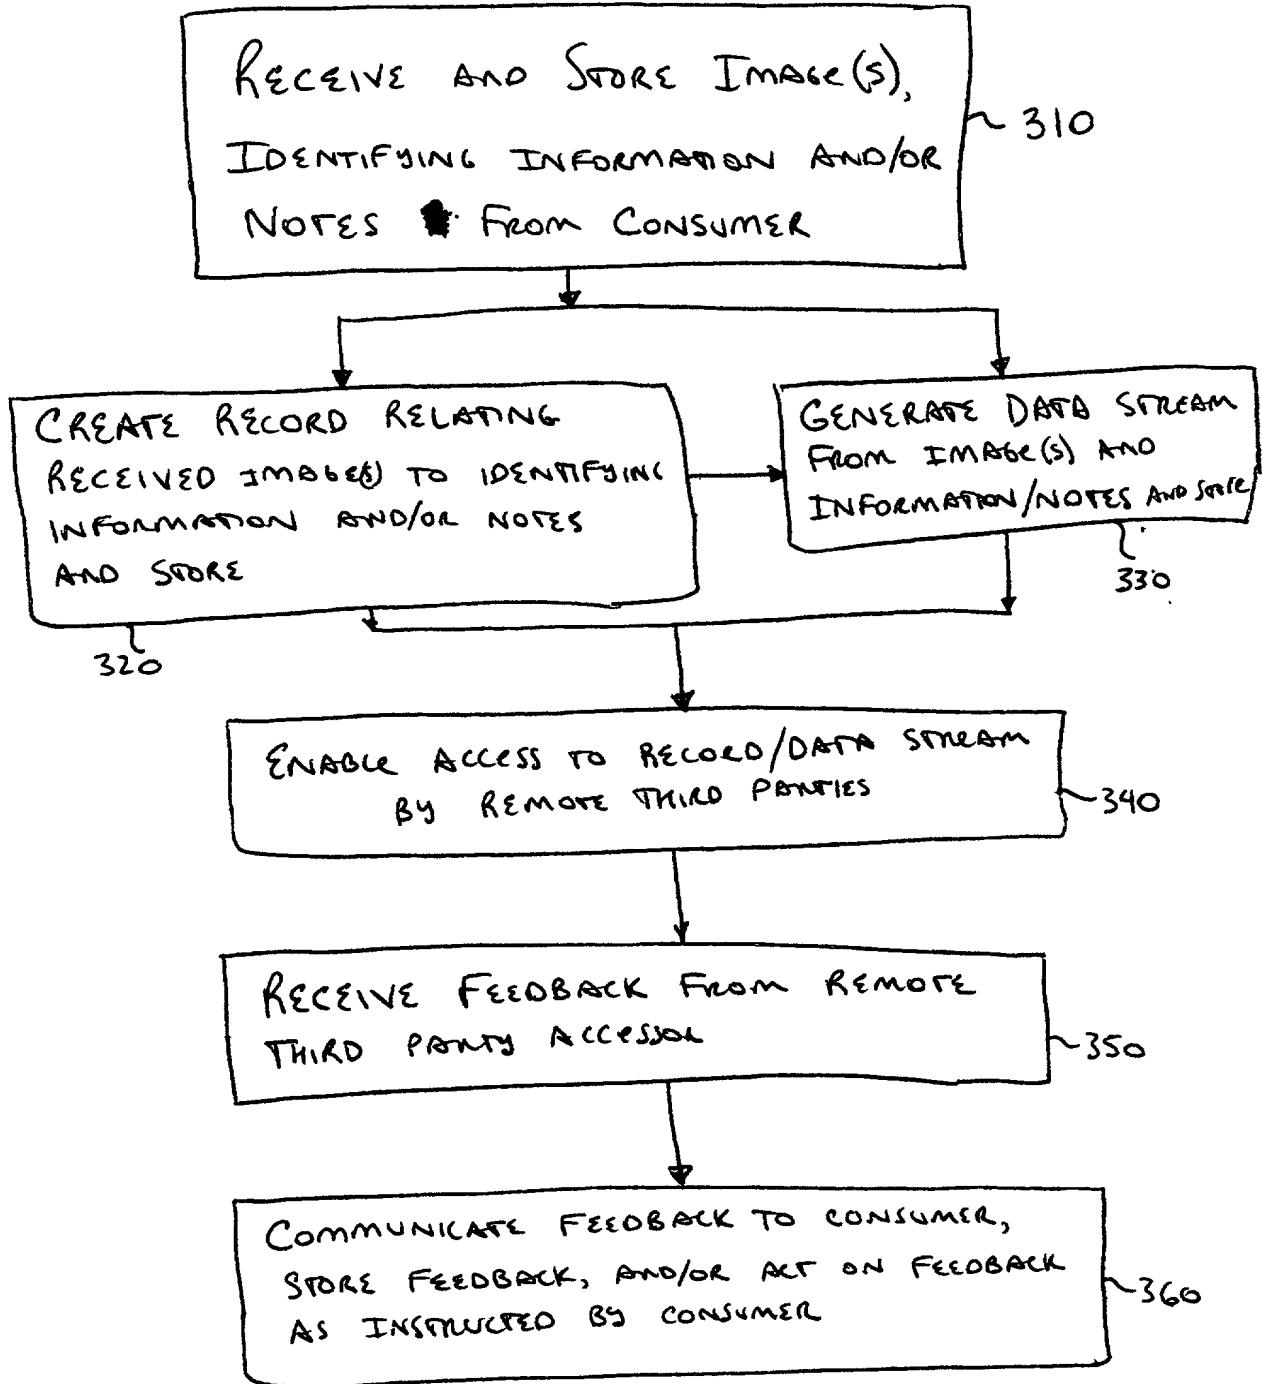 RECEIVE AND STORE IMAGE(S),
IDENTIFYING INFORMATION AND/OR
NOTES FROM CONSUMER
310
CREATE RECORD RELATING
RECEIVED IMAGE(S) TO IDENTIFYING
INFORMATION AND/OR NOTES
AND STORE
320
GENERATE DATA STREAM
FROM IMAGE(S) AND
INFORMATION/NOTES AND STORE
330
ENABLE ACCESS TO RECORD/DATA STREAM
BY REMOTE THIRD PARTIES
340
RECEIVE FEEDBACK FROM REMOTE
THIRD PARTY ACCESSOR
350
COMMUNICATE FEEDBACK TO CONSUMER,
STORE FEEDBACK, AND/OR ACT ON FEEDBACK
AS INSTRUCTED BY CONSUMER
360